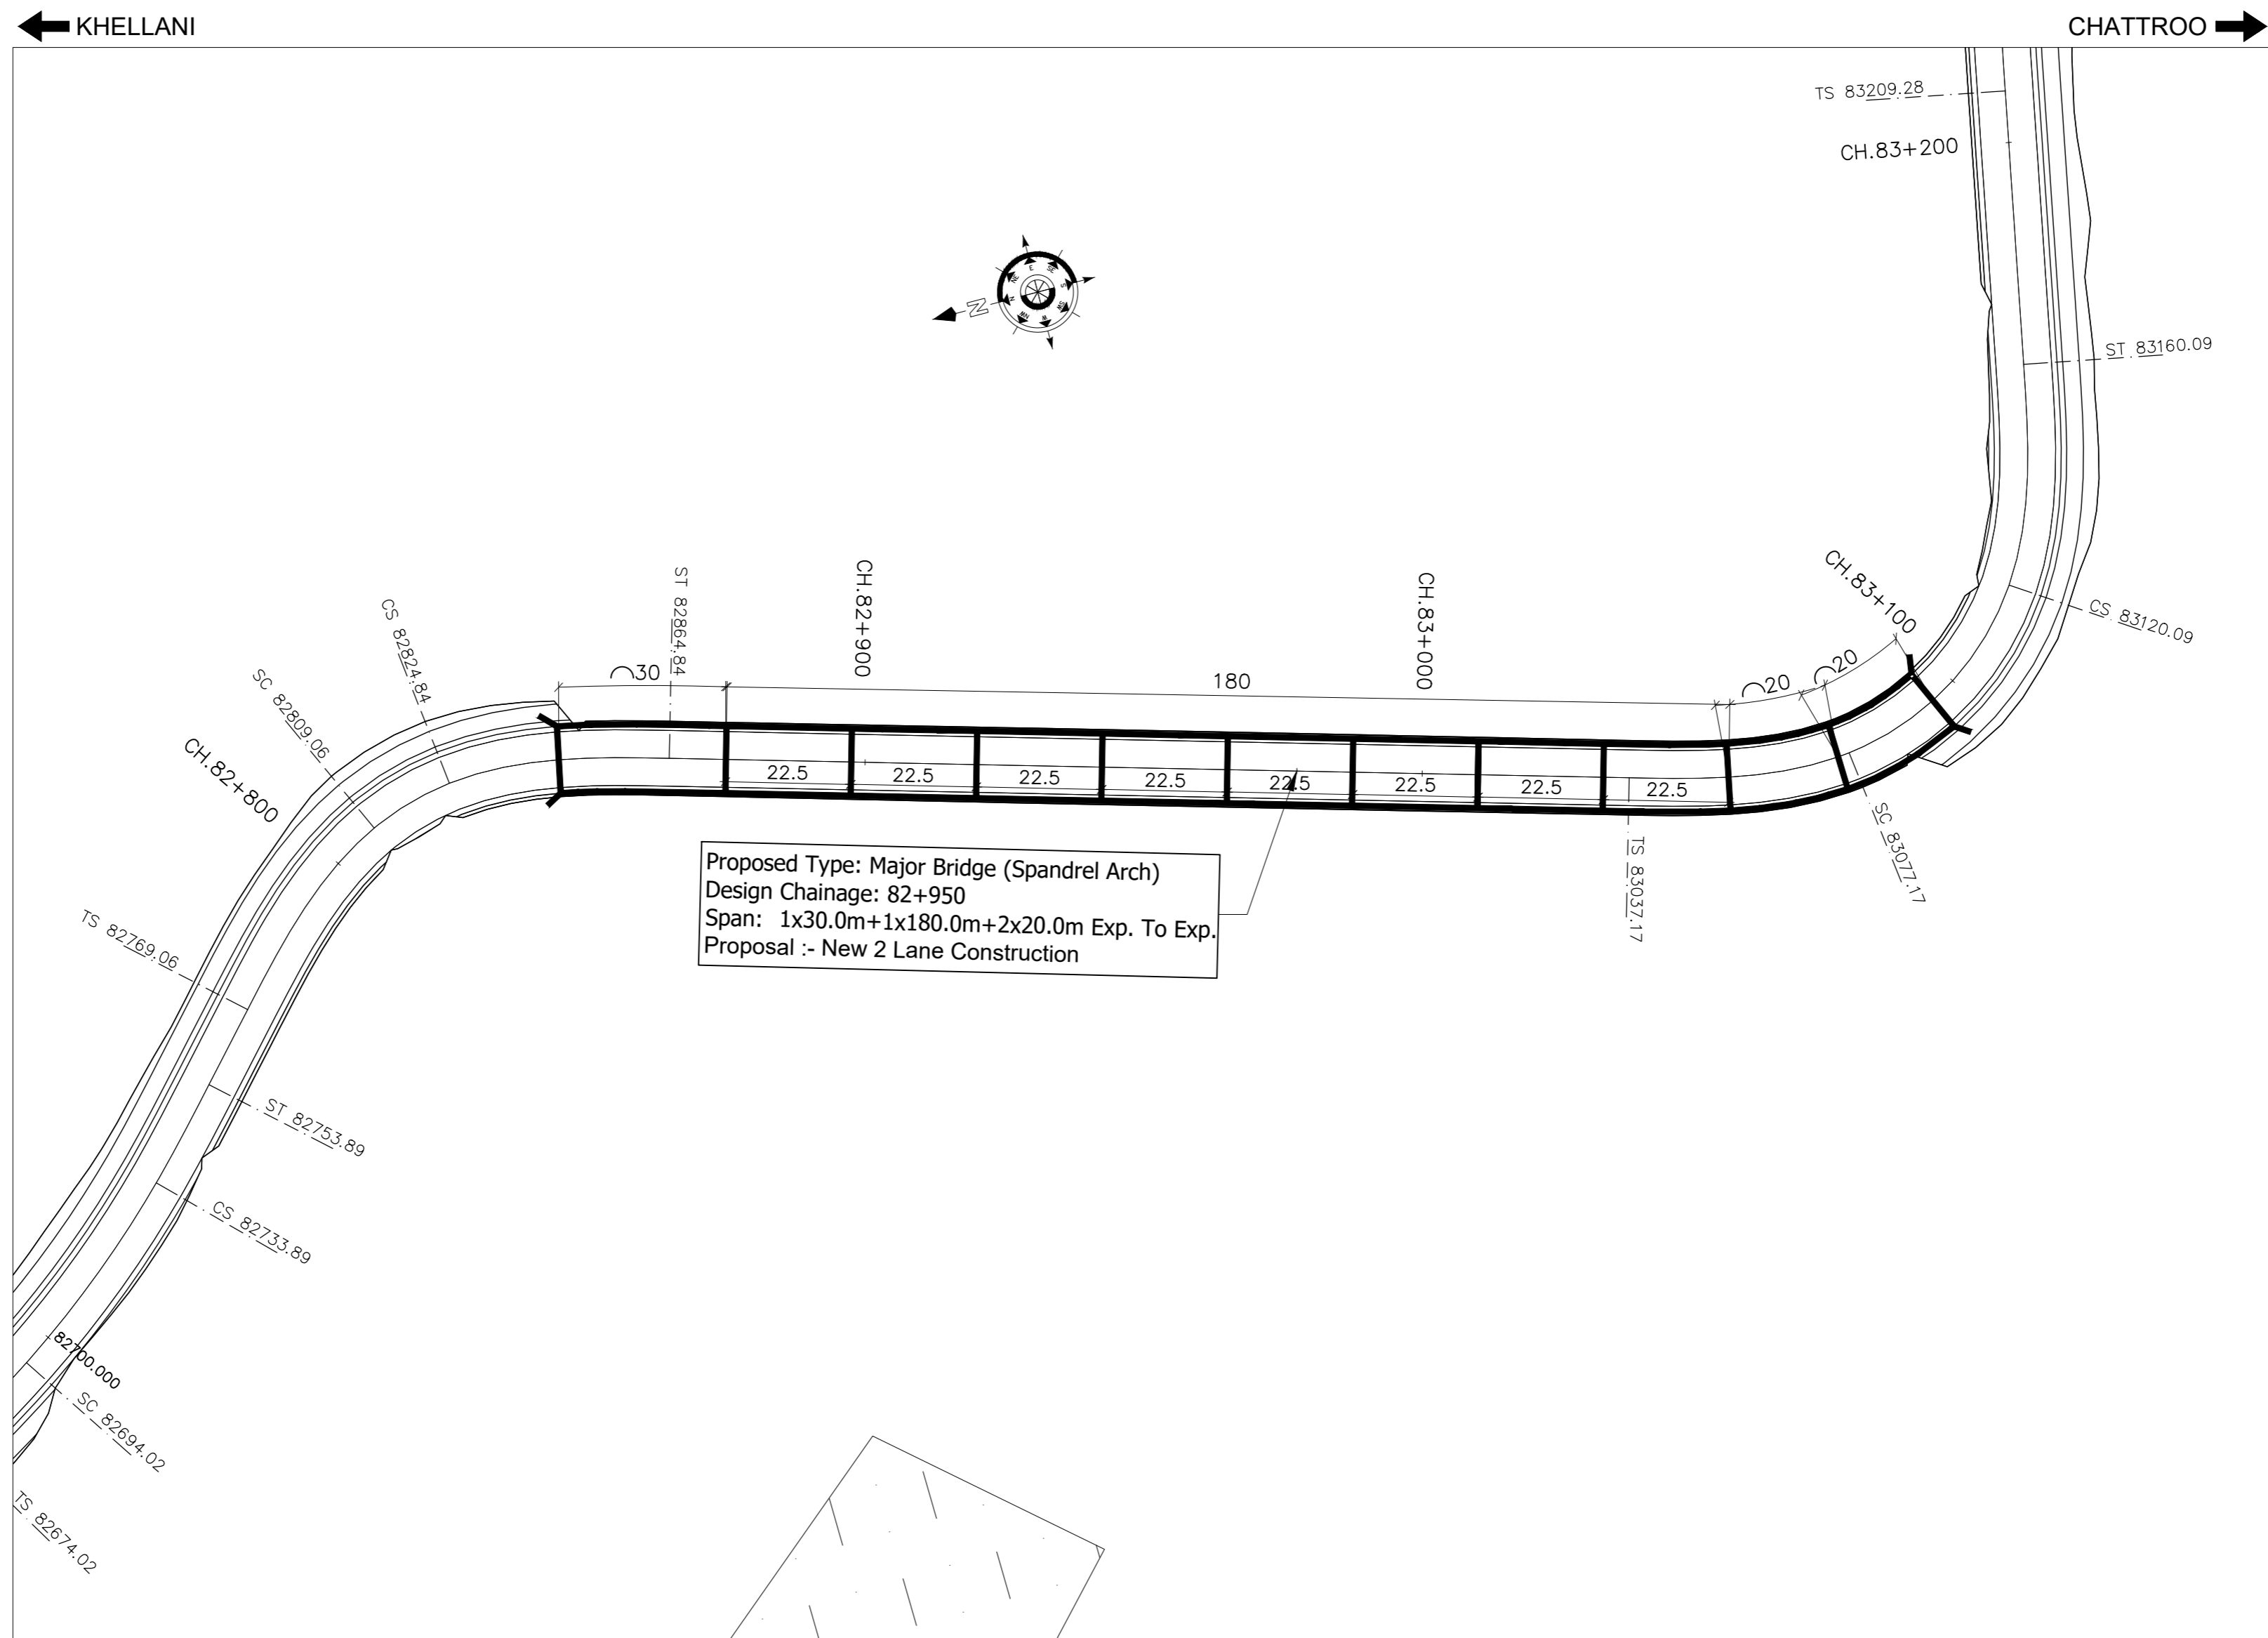 KHELLANI
CHATTROO
TS 83209.28
CH.83+200
N
E
SE
S
SW
W
NW
N
NE
ST 83160.09
CH.83+100
CS 83120.09
ST 82864.84
CH.82+900
CH.83+000
CS 82824.84
SC 82809.06
CH.82+800
30
180
20
20
22.5
22.5
22.5
22.5
22.5
22.5
22.5
22.5
SC 83077.17
TS 83037.17
Proposed Type: Major Bridge (Spandrel Arch)
Design Chainage: 82+950
Span: 1x30.0m+1x180.0m+2x20.0m Exp. To Exp.
Proposal :- New 2 Lane Construction
TS 82769.06
ST 82753.89
CS 82733.89
82700.000
SC 82694.02
TS 82674.02